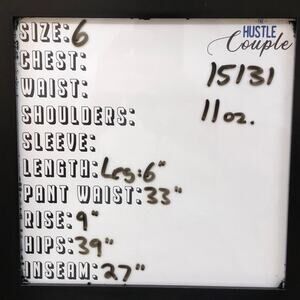 SIZE: 6
HUSTLE
Couple
CHEST:
15131
WAIST:
SHOULDERS:
11oz.
SLEEVE:
LENGTH: Leg: 6"
PANT WAIST: 33"
RISE: 9"
HIPS: 39"
INSEAM: 27"